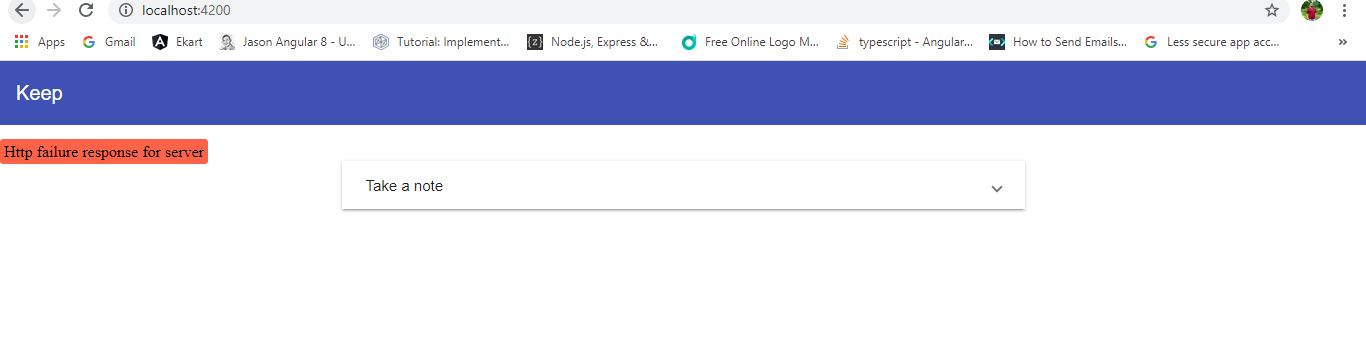 localhost:4200
Apps Gmail Ekart Jason Angular 8 - U... Tutorial: Implement... Node.js, Express &... Free Online Logo M... typescript - Angular... How to Send Emails... Less secure app acc... »
Keep
Http failure response for server
Take a note